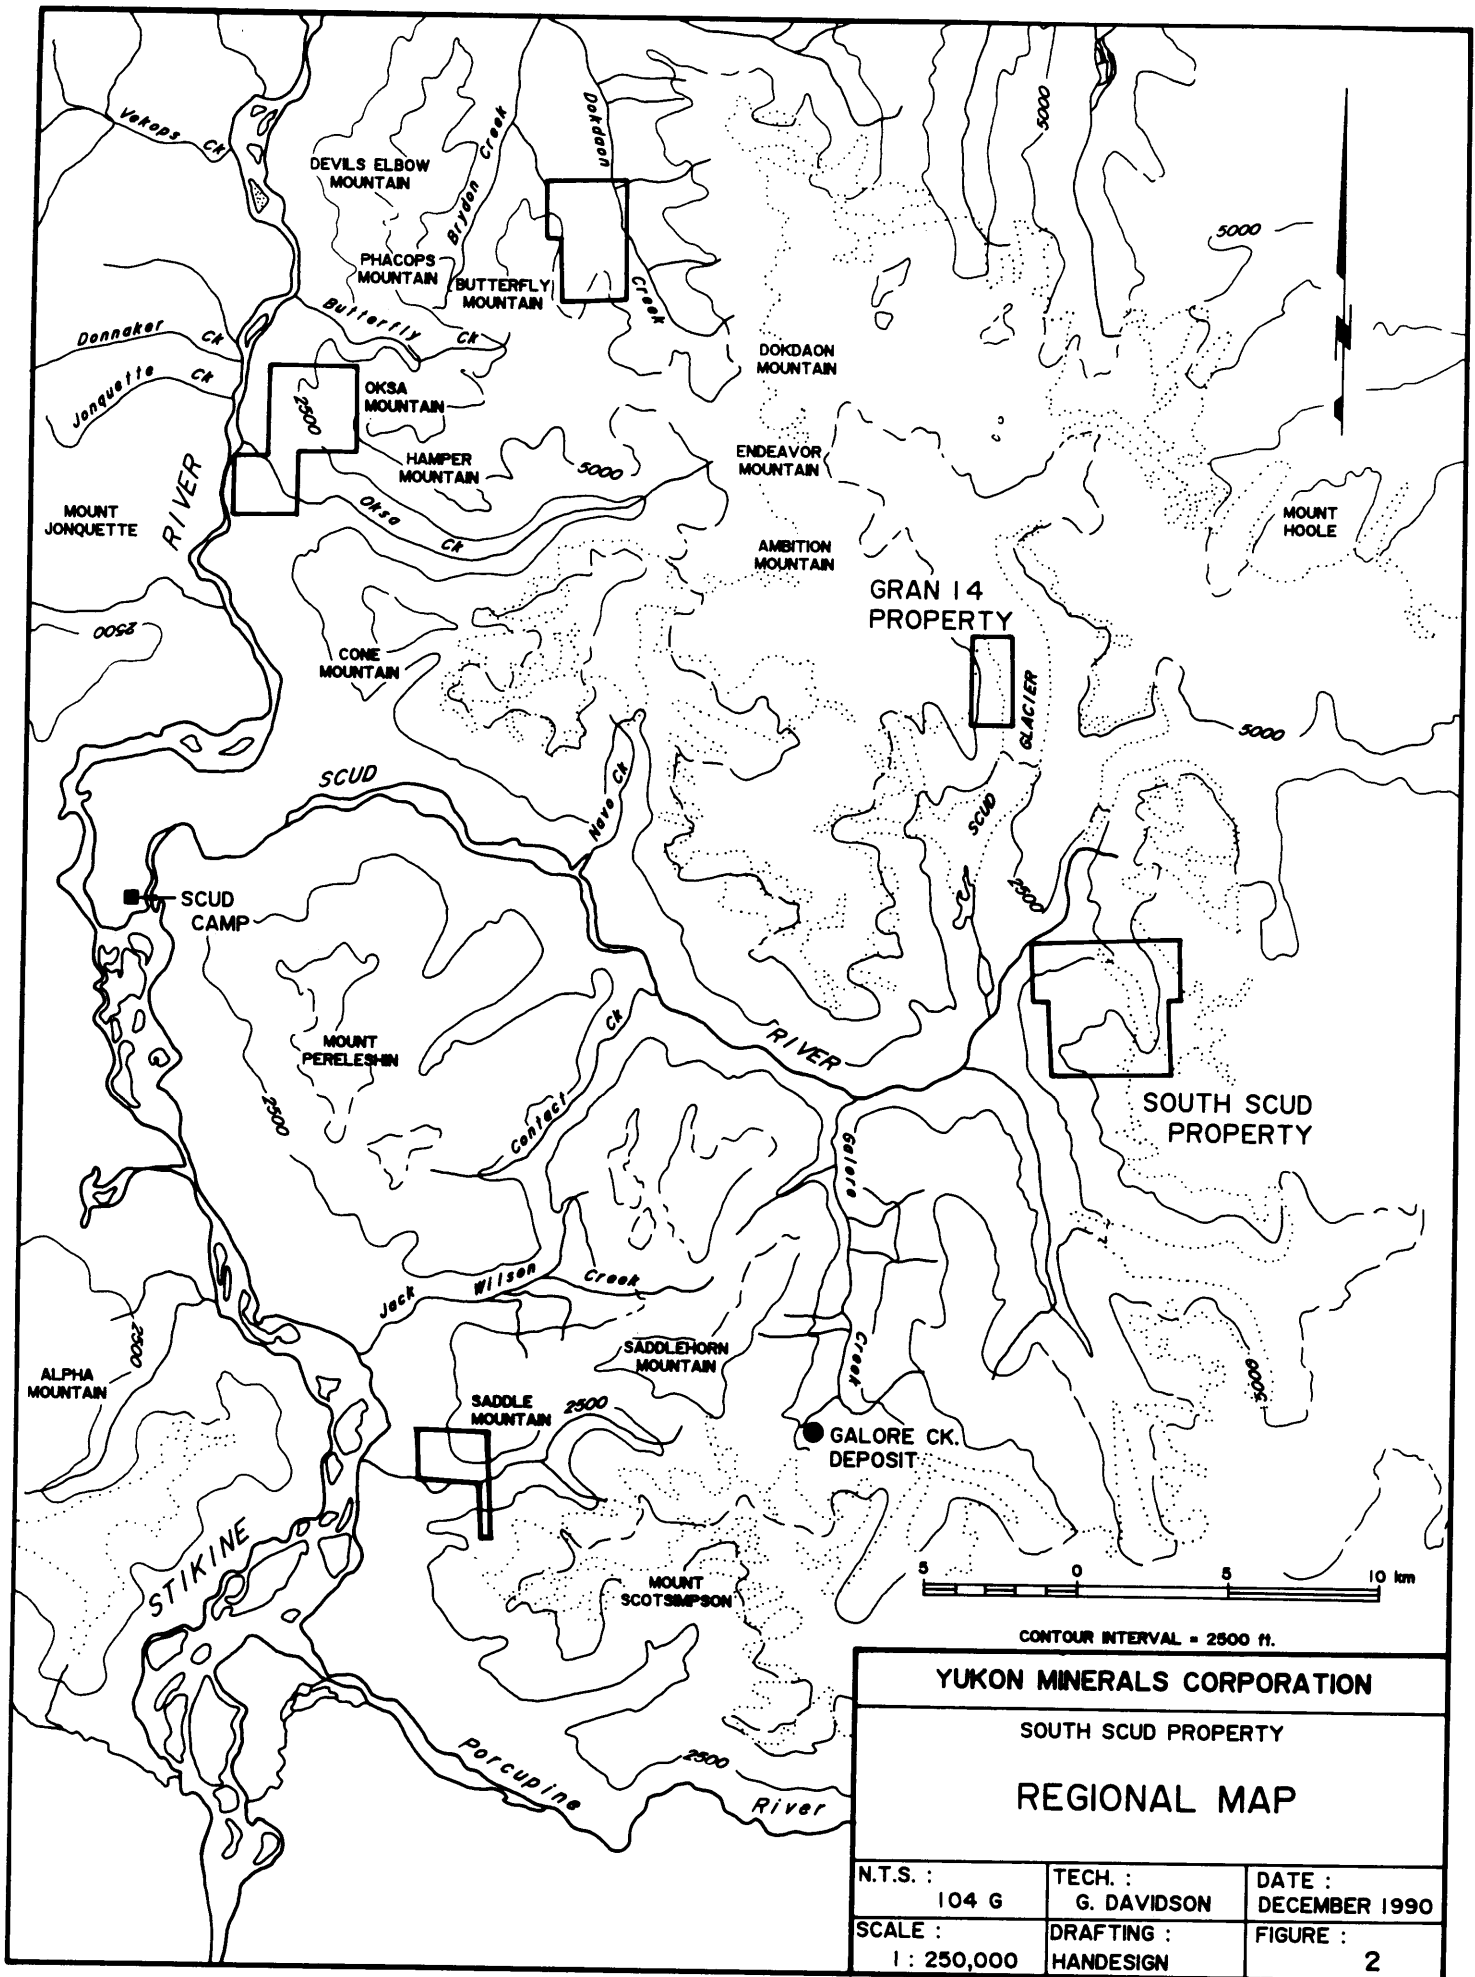 Vekops Ck
DEVILS ELBOW
MOUNTAIN
Brydon Creek
Dokdaon
Creek
5000
5000
PHACOPS
MOUNTAIN
BUTTERFLY
MOUNTAIN
Butterfly Ck
Donnaker Ck
Jonquette Ck
DOKDAON
MOUNTAIN
OKSA
MOUNTAIN
2500
HAMPER
MOUNTAIN
5000
ENDEAVOR
MOUNTAIN
RIVER
MOUNT
JONQUETTE
Oksa Ck
MOUNT
HOOLE
AMBITION
MOUNTAIN
GRAN 14
PROPERTY
2500
CONE
MOUNTAIN
GLACIER
5000
SCUD
Navo Ck
SCUD
2500
SCUD
CAMP
MOUNT
PERELESHIN
Ck
RIVER
2500
Contact
SOUTH SCUD
PROPERTY
Galore
Jack Wilson Creek
2500
SADDLEHORN
MOUNTAIN
Creek
5000
ALPHA
MOUNTAIN
SADDLE
MOUNTAIN
2500
GALORE CK.
DEPOSIT
STIKINE
MOUNT
SCOTSIMPSON
5 0 5 10 km
CONTOUR INTERVAL = 2500 ft.
Porcupine
2500
River
YUKON MINERALS CORPORATION
SOUTH SCUD PROPERTY
REGIONAL MAP
N.T.S. :
104 G
TECH. :
G. DAVIDSON
DATE :
DECEMBER 1990
SCALE :
1 : 250,000
DRAFTING :
HANDESIGN
FIGURE :
2